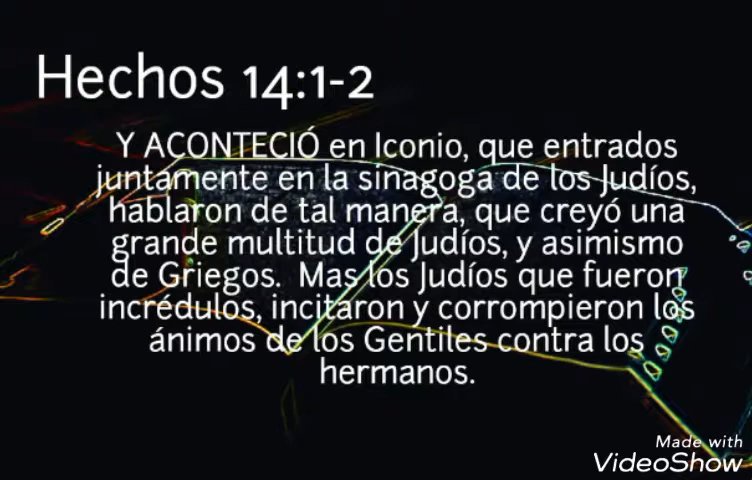 Hechos 14:1-2
Y ACONTECIÓ en Iconio, que entrados
juntamente en la sinagoga de los Judíos,
hablaron de tal manera, que creyó una
grande multitud de Judíos, y asimismo
de Griegos. Mas los Judíos que fueron
incrédulos, incitaron y corrompieron los
ánimos de los Gentiles contra los
hermanos.
Made with
VideoShow